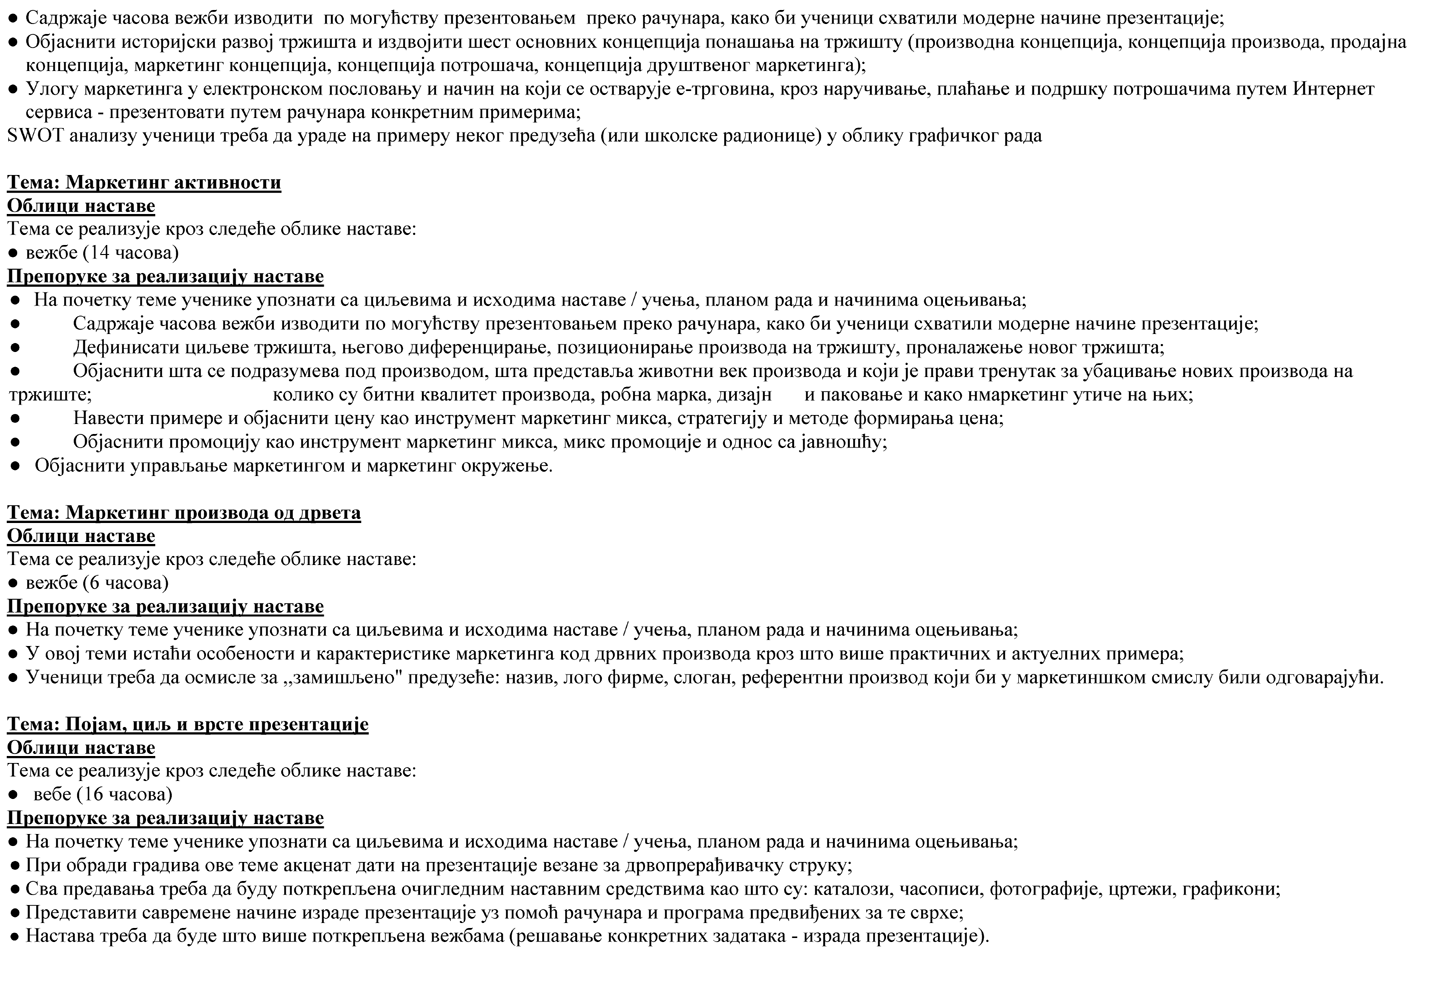 ● Садржаје часова вежби изводити  по могућству презентовањем  преко рачунара, како би ученици схватили модерне начине презентације;
● Објаснити историјски развој тржишта и издвојити шест основних концепција понашања на тржишту (производна концепција, концепција производа, продајна
концепција, маркетинг концепција, концепција потрошача, концепција друштвеног маркетинга);
● Улогу маркетинга у електронском пословању и начин на који се остварује е-трговина, кроз наручивање, плаћање и подршку потрошачима путем Интернет
сервиса - презентовати путем рачунара конкретним примерима;
SWOT анализу ученици треба да ураде на примеру неког предузећа (или школске радионице) у облику графичког рада
Тема: Маркетинг активности
Облици наставе
Тема се реализује кроз следеће облике наставе:
● вежбе (14 часова)
Препоруке за реализацију наставе
● На почетку теме ученике упознати са циљевима и исходима наставе / учења, планом рада и начинима оцењивања;
● Садржаје часова вежби изводити по могућству презентовањем преко рачунара, како би ученици схватили модерне начине презентације;
● Дефинисати циљеве тржишта, његово диференцирање, позиционирање производа на тржишту, проналажење новог тржишта;
● Објаснити шта се подразумева под производом, шта представља животни век производа и који је прави тренутак за убацивање нових производа на
тржиште; колико су битни квалитет производа, робна марка, дизајн и паковање и како нмаркетинг утиче на њих;
● Навести примере и објаснити цену као инструмент маркетинг микса, стратегију и методе формирања цена;
● Објаснити промоцију као инструмент маркетинг микса, микс промоције и однос са јавношћу;
● Објаснити управљање маркетингом и маркетинг окружење.
Тема: Маркетинг производа од дрвета
Облици наставе
Тема се реализује кроз следеће облике наставе:
● вежбе (6 часова)
Препоруке за реализацију наставе
● На почетку теме ученике упознати са циљевима и исходима наставе / учења, планом рада и начинима оцењивања;
● У овој теми истаћи особености и карактеристике маркетинга код дрвних производа кроз што више практичних и актуелних примера;
● Ученици треба да осмисле за ,,замишљено" предузеће: назив, лого фирме, слоган, референтни производ који би у маркетиншком смислу били одговарајући.
Тема: Појам, циљ и врсте презентације
Облици наставе
Тема се реализује кроз следеће облике наставе:
● вебе (16 часова)
Препоруке за реализацију наставе
● На почетку теме ученике упознати са циљевима и исходима наставе / учења, планом рада и начинима оцењивања;
● При обради градива ове теме акценат дати на презентације везане за дрвопрерађивачку струку;
● Сва предавања треба да буду поткрепљена очигледним наставним средствима као што су: каталози, часописи, фотографије, цртежи, графикони;
● Представити савремене начине израде презентације уз помоћ рачунара и програма предвиђених за те сврхе;
● Настава треба да буде што више поткрепљена вежбама (решавање конкретних задатака - израда презентације).